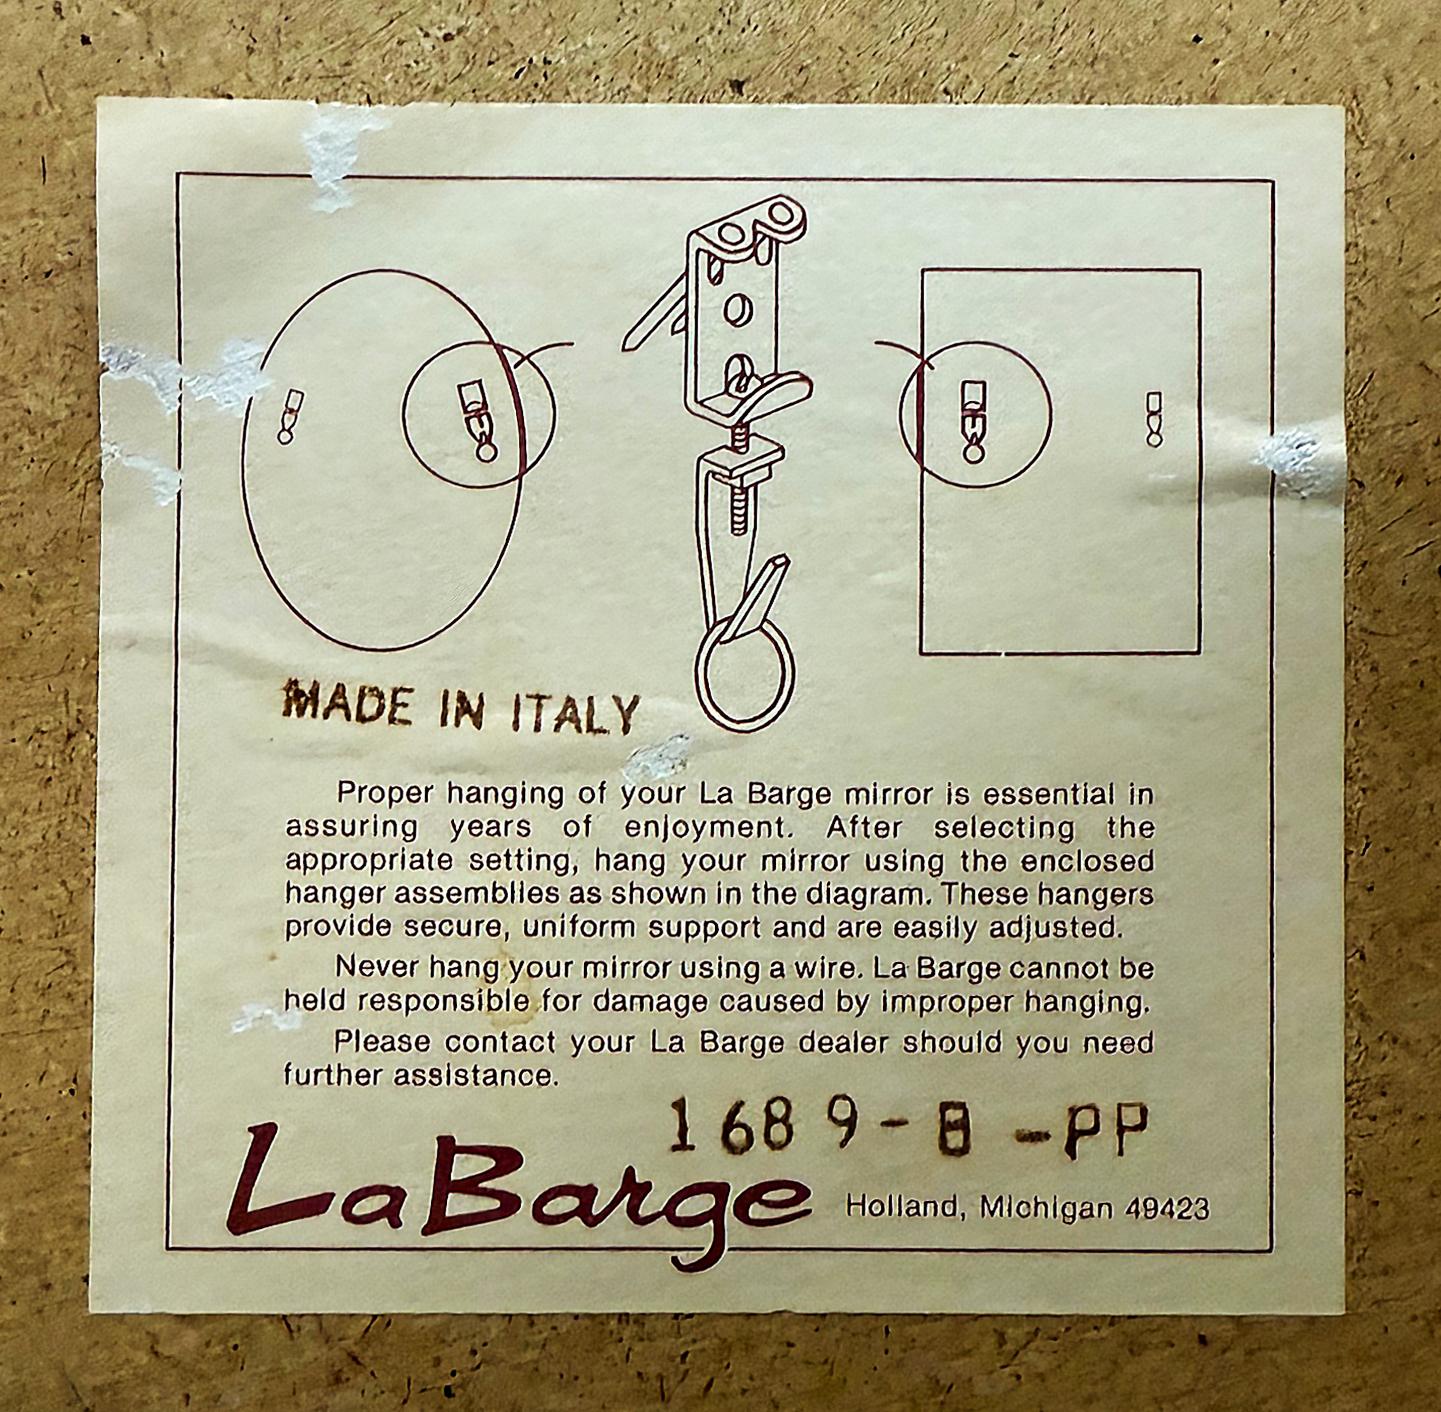 MADE IN ITALY
Proper hanging of your La Barge mirror is essential in
assuring years of enjoyment. After selecting the
appropriate setting, hang your mirror using the enclosed
hanger assemblies as shown in the diagram. These hangers
provide secure, uniform support and are easily adjusted.
Never hang your mirror using a wire. La Barge cannot be
held responsible for damage caused by improper hanging.
Please contact your La Barge dealer should you need
further assistance.
1689-B-PP
LaBarge Holland, Michigan 49423